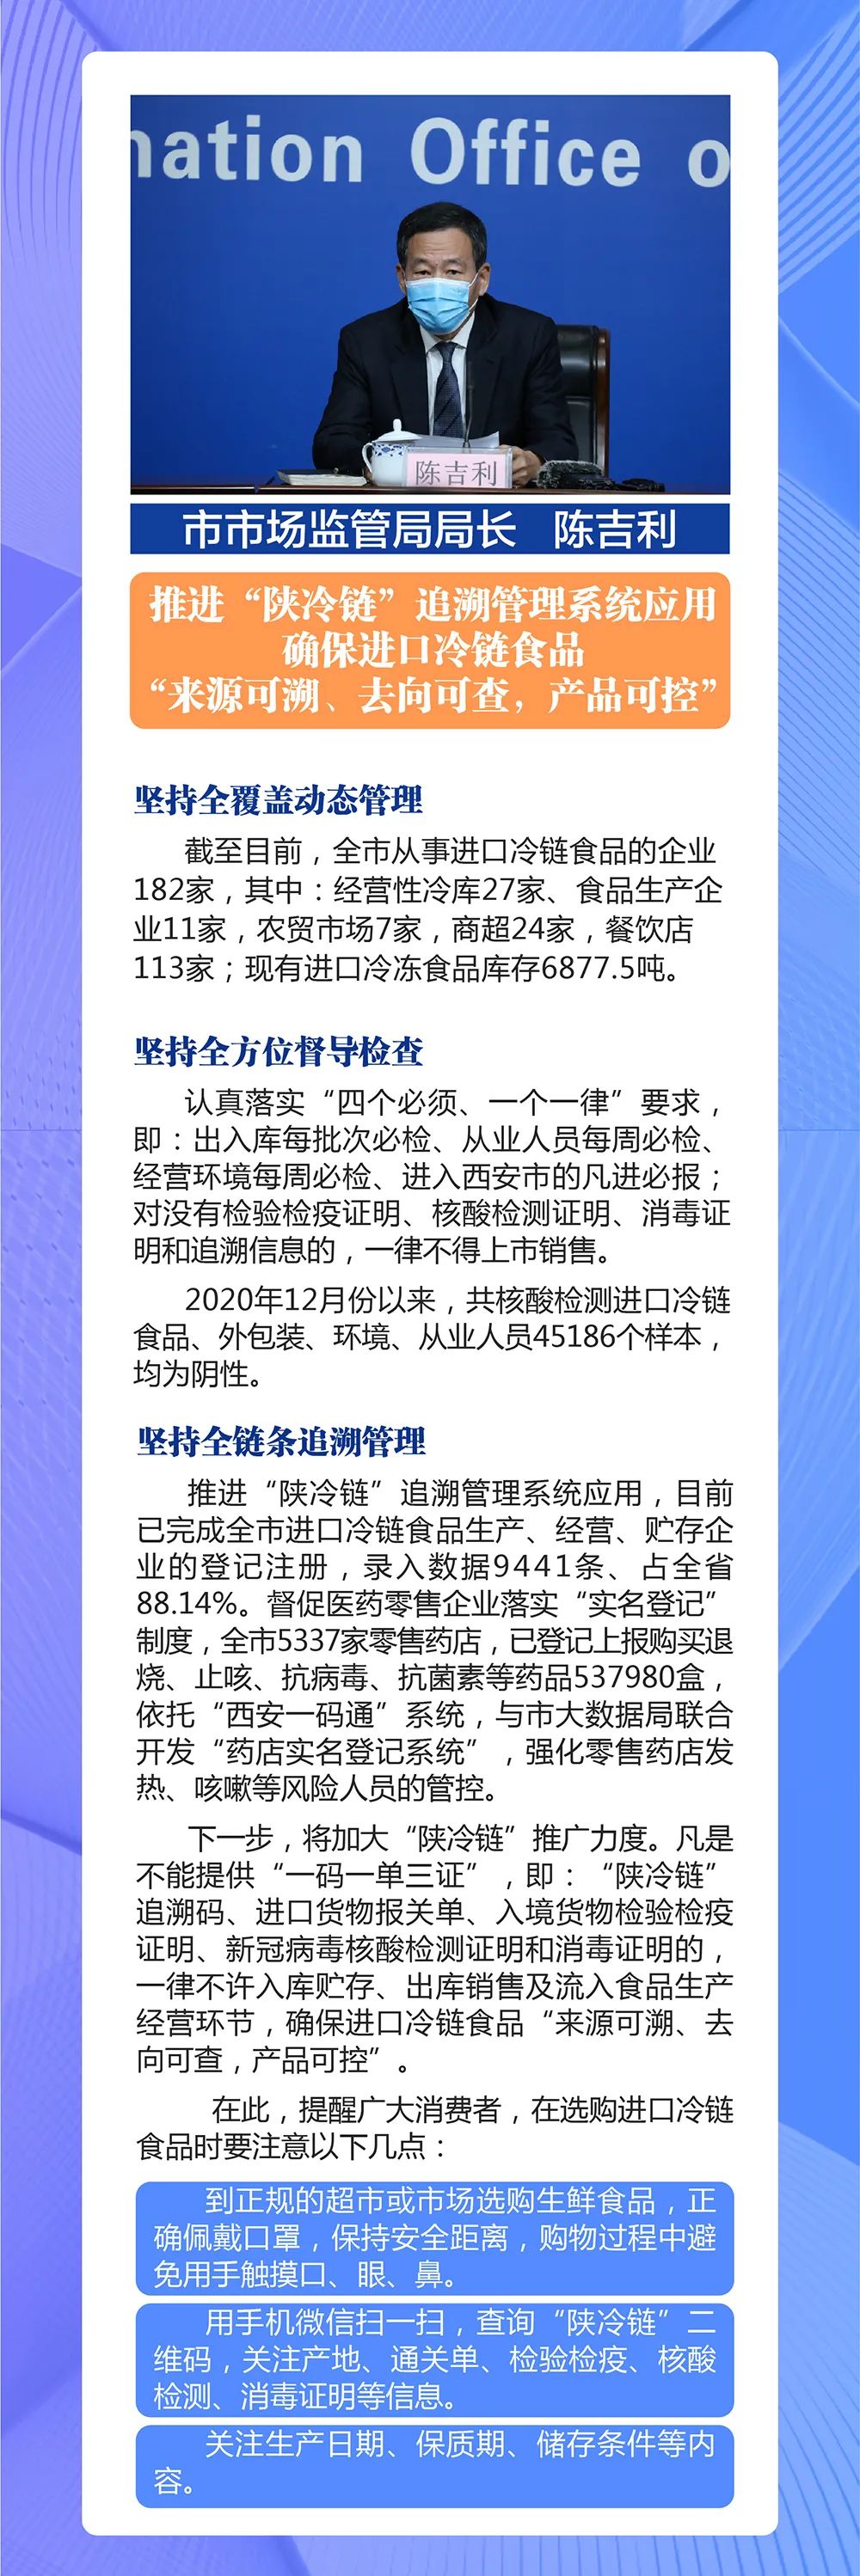 nation Office o
陈吉利
市市场监管局局长 陈吉利
推进“陕冷链”追溯管理系统应用
确保进口冷链食品
“来源可溯、去向可查，产品可控”
坚持全覆盖动态管理
截至目前，全市从事进口冷链食品的企业
182家，其中：经营性冷库27家、食品生产企
业11家，农贸市场7家，商超24家，餐饮店
113家；现有进口冷冻食品库存6877.5吨。
坚持全方位督导检查
认真落实“四个必须、一个一律”要求，
即：出入库每批次必检、从业人员每周必检、
经营环境每周必检、进入西安市的凡进必报；
对没有检验检疫证明、核酸检测证明、消毒证
明和追溯信息的，一律不得上市销售。
2020年12月份以来，共核酸检测进口冷链
食品、外包装、环境、从业人员45186个样本，
均为阴性。
坚持全链条追溯管理
推进“陕冷链”追溯管理系统应用，目前
已完成全市进口冷链食品生产、经营、贮存企
业的登记注册，录入数据9441条、占全省
88.14%。督促医药零售企业落实“实名登记”
制度，全市5337家零售药店，已登记上报购买退
烧、止咳、抗病毒、抗菌素等药品537980盒，
依托“西安一码通”系统，与市大数据局联合
开发“药店实名登记系统”，强化零售药店发
热、咳嗽等风险人员的管控。
下一步，将加大“陕冷链”推广力度。凡是
不能提供“一码一单三证”，即：“陕冷链”
追溯码、进口货物报关单、入境货物检验检疫
证明、新冠病毒核酸检测证明和消毒证明的，
一律不许入库贮存、出库销售及流入食品生产
经营环节，确保进口冷链食品“来源可溯、去
向可查，产品可控”。
在此，提醒广大消费者，在选购进口冷链
食品时要注意以下几点：
到正规的超市或市场选购生鲜食品，正
确佩戴口罩，保持安全距离，购物过程中避
免用手触摸口、眼、鼻。
用手机微信扫一扫，查询“陕冷链”二
维码，关注产地、通关单、检验检疫、核酸
检测、消毒证明等信息。
关注生产日期、保质期、储存条件等内
容。